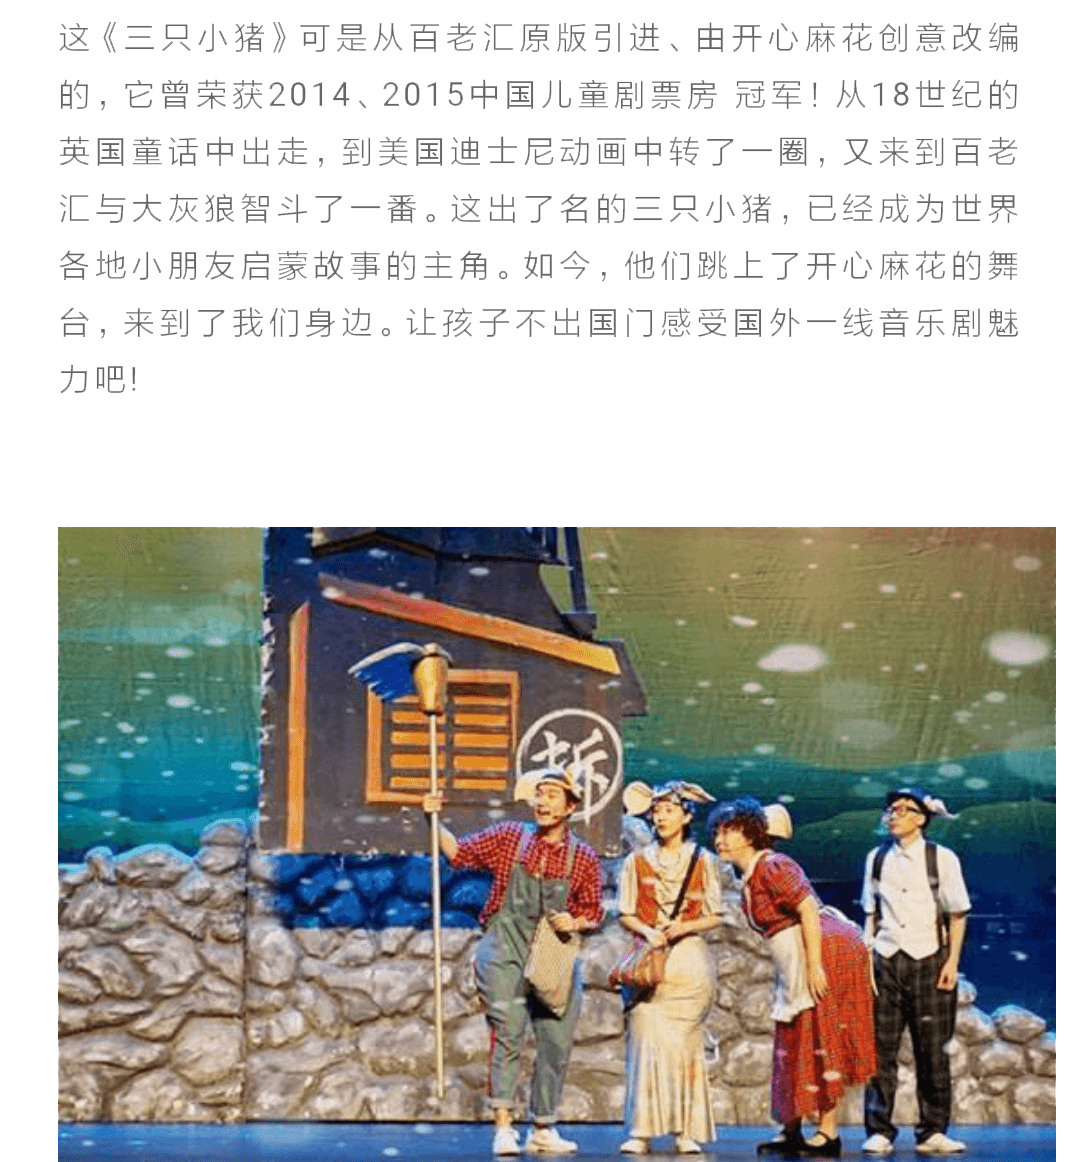 这《三只小猪》可是从百老汇原版引进、由开心麻花创意改编
的，它曾荣获2014、2015中国儿童剧票房 冠军！从18世纪的
英国童话中出走，到美国迪士尼动画中转了一圈，又来到百老
汇与大灰狼智斗了一番。这出了名的三只小猪，已经成为世界
各地小朋友启蒙故事的主角。如今，他们跳上了开心麻花的舞
台，来到了我们身边。让孩子不出国门感受国外一线音乐剧魅
力吧！
拆